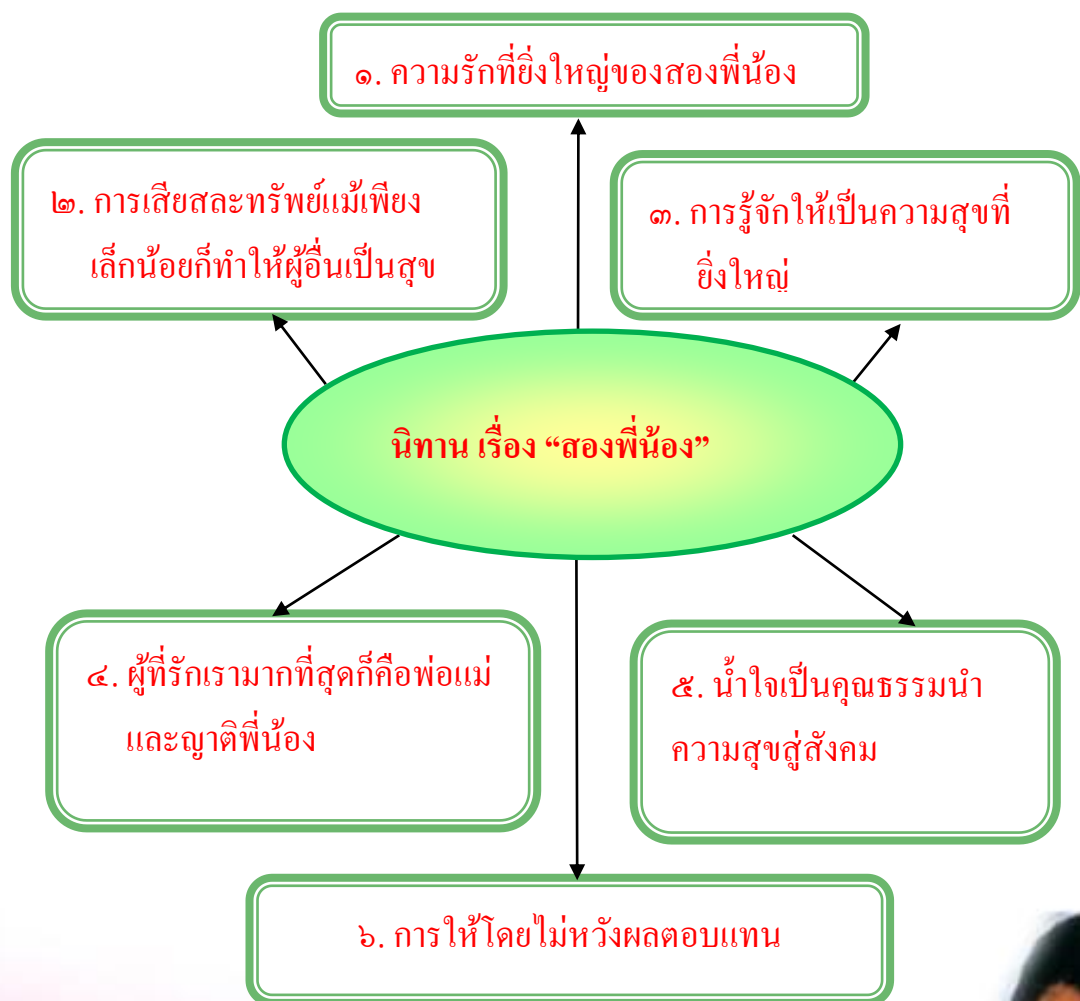 ๑. ความรักที่ยิ่งใหญ่ของสองพี่น้อง
๒. การเสียสละทรัพย์แม้เพียง
เล็กน้อยก็ทำให้ผู้อื่นเป็นสุข
๓. การรู้จักให้เป็นความสุขที่
ยิ่งใหญ่
นิทาน เรื่อง “สองพี่น้อง”
๔. ผู้ที่รักเรามากที่สุดก็คือพ่อแม่
และญาติพี่น้อง
๕. น้ำใจเป็นคุณธรรมนำ
ความสุขสู่สังคม
๖. การให้โดยไม่หวังผลตอบแทน